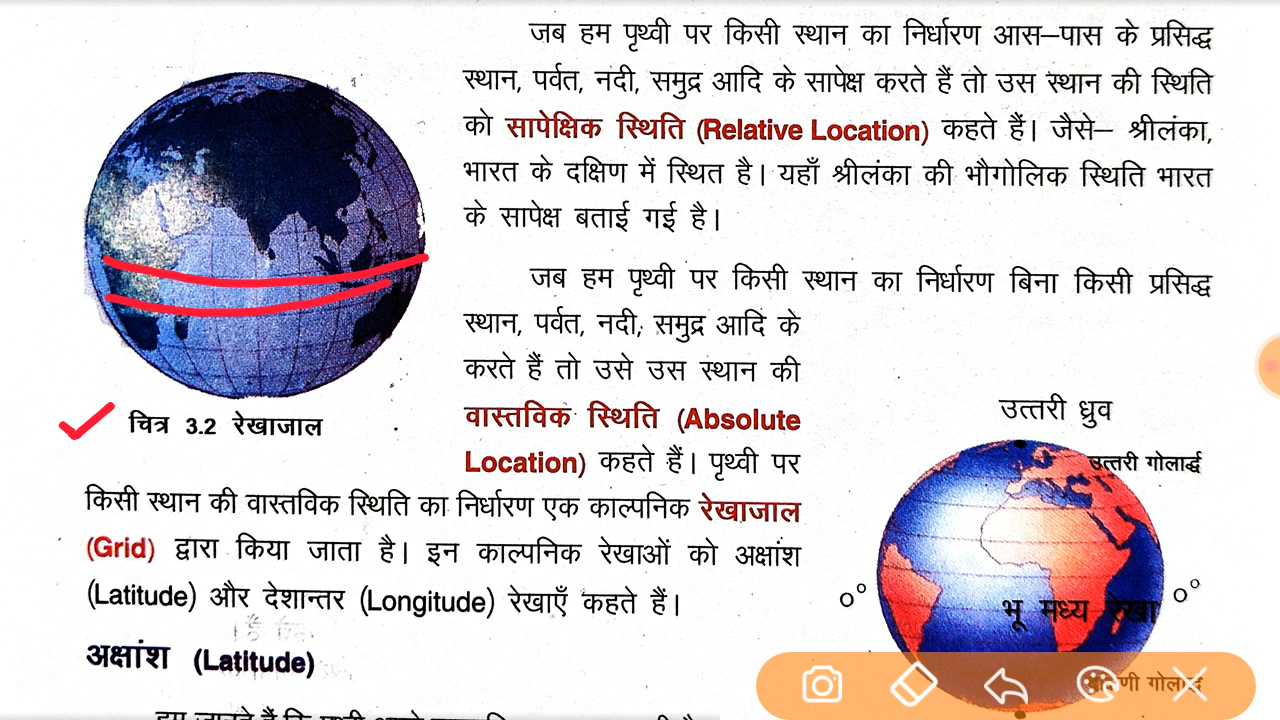 जब हम पृथ्वी पर किसी स्थान का निर्धारण आस–पास के प्रसिद्ध
स्थान, पर्वत, नदी, समुद्र आदि के सापेक्ष करते हैं तो उस स्थान की स्थिति
को सापेक्षिक स्थिति (Relative Location) कहते हैं। जैसे– श्रीलंका,
भारत के दक्षिण में स्थित है। यहाँ श्रीलंका की भौगोलिक स्थिति भारत
के सापेक्ष बताई गई है।
जब हम पृथ्वी पर किसी स्थान का निर्धारण बिना किसी प्रसिद्ध
स्थान, पर्वत, नदी, समुद्र आदि के
करते हैं तो उसे उस स्थान की
वास्तविक स्थिति (Absolute
Location) कहते हैं। पृथ्वी पर
किसी स्थान की वास्तविक स्थिति का निर्धारण एक काल्पनिक रेखाजाल
(Grid) द्वारा किया जाता है। इन काल्पनिक रेखाओं को अक्षांश
(Latitude) और देशान्तर (Longitude) रेखाएँ कहते हैं।
चित्र 3.2 रेखाजाल
अक्षांश (Latitude)
उत्तरी ध्रुव
उत्तरी गोलार्द्ध
0° भू मध्य रेखा 0°